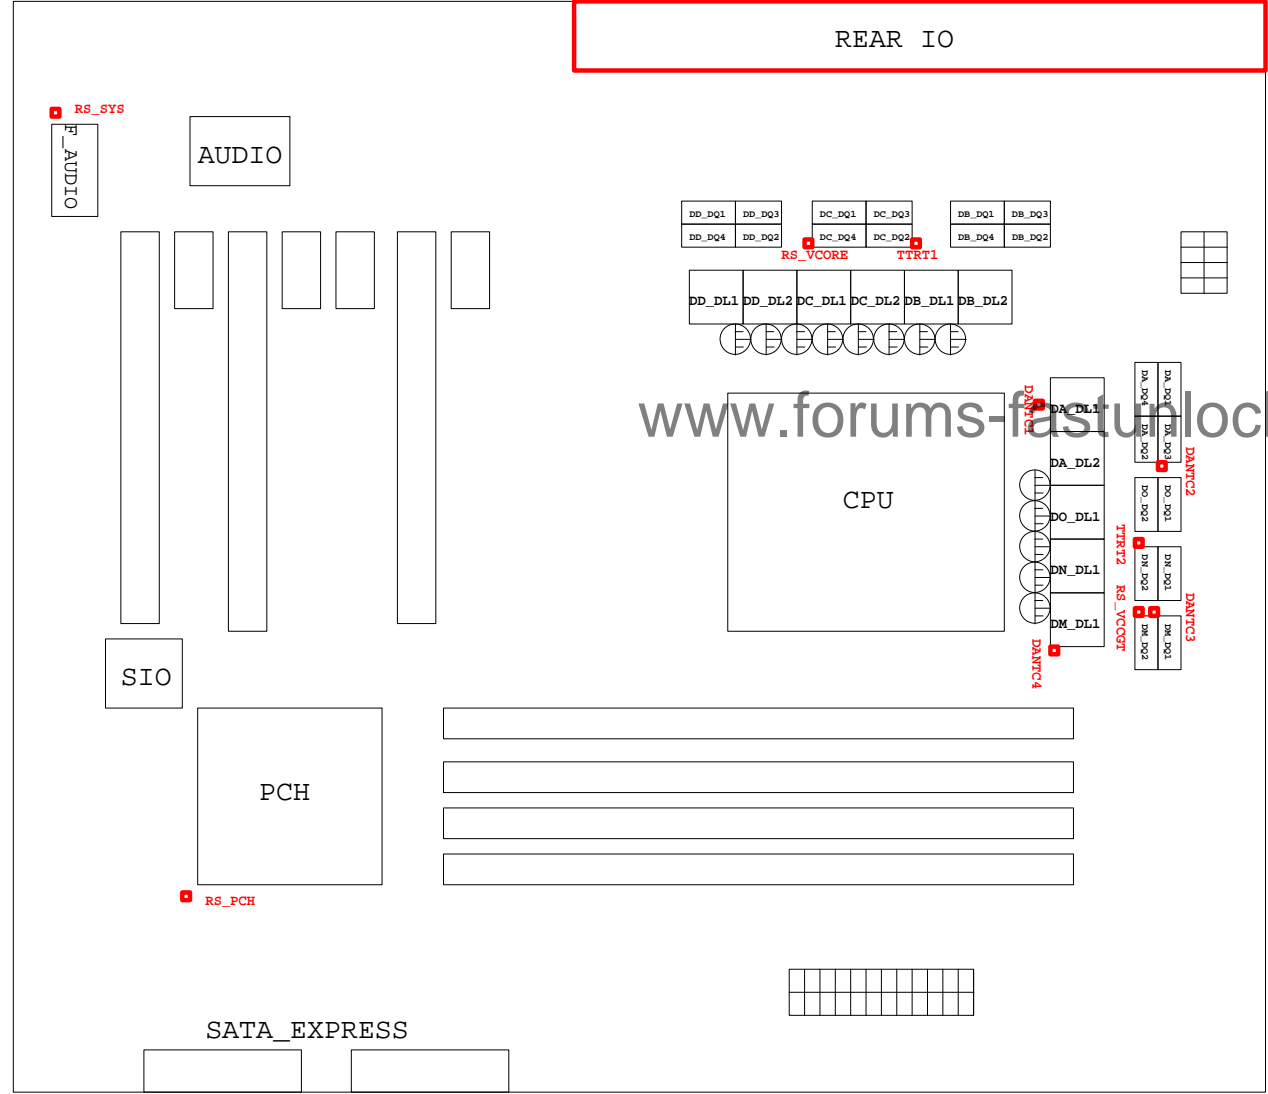 REAR IO
RS_SYS
F_AUDIO
AUDIO
DD_DQ1 DD_DQ3
DD_DQ4 DD_DQ2
DC_DQ1 DC_DQ3
DC_DQ4 DC_DQ2
DB_DQ1 DB_DQ3
DB_DQ4 DB_DQ2
RS_VCORE
TTRT1
DD_DL1 DD_DL2 DC_DL1 DC_DL2 DB_DL1 DB_DL2
www.forums-fastunlock
DANTC1
DA_DL1
DA_DL2
DO_DL1
DN_DL1
DM_DL1
DA_DQ4 DA_DQ1
DA_DQ2 DA_DQ3
DANTC2
DO_DQ2 DO_DQ1
TTRT2
DN_DQ2 DN_DQ1
RS_VCCGT
DANTC3
DM_DQ2 DM_DQ1
DANTC4
CPU
SIO
PCH
RS_PCH
SATA_EXPRESS